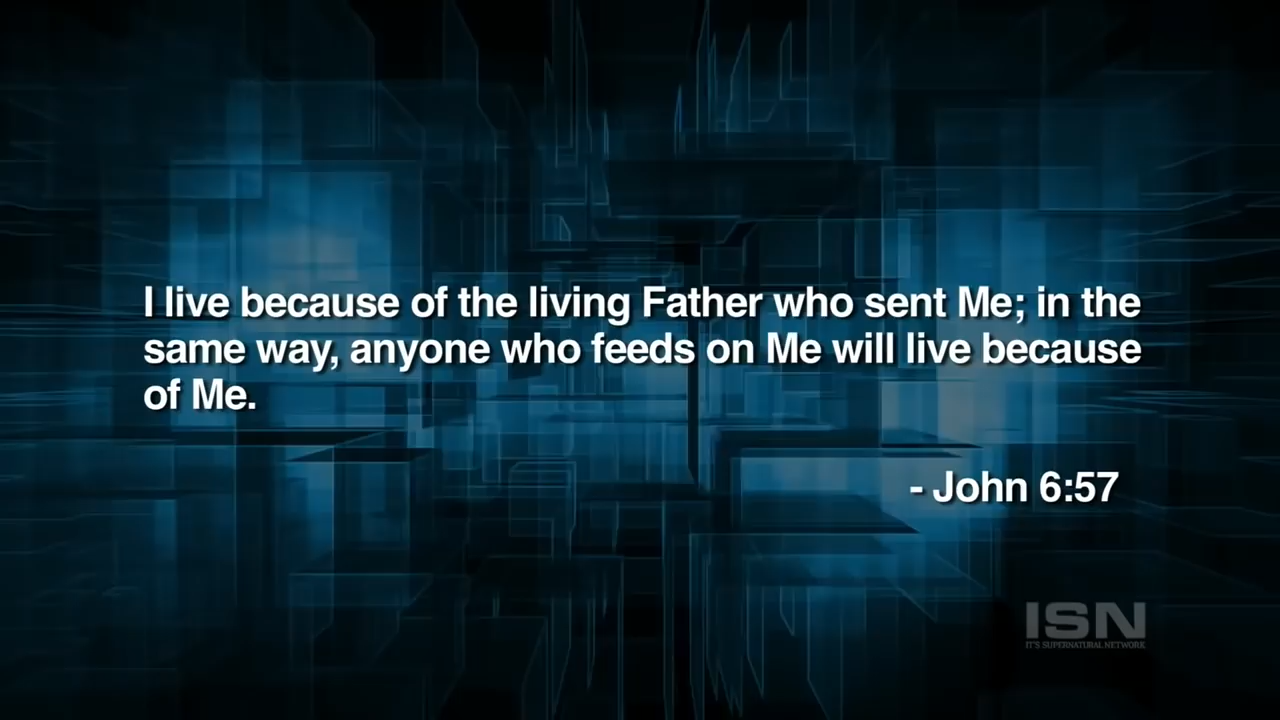 I live because of the living Father who sent Me; in the
same way, anyone who feeds on Me will live because
of Me.
- John 6:57
ISN
IT'S SUPERNATURAL NETWORK